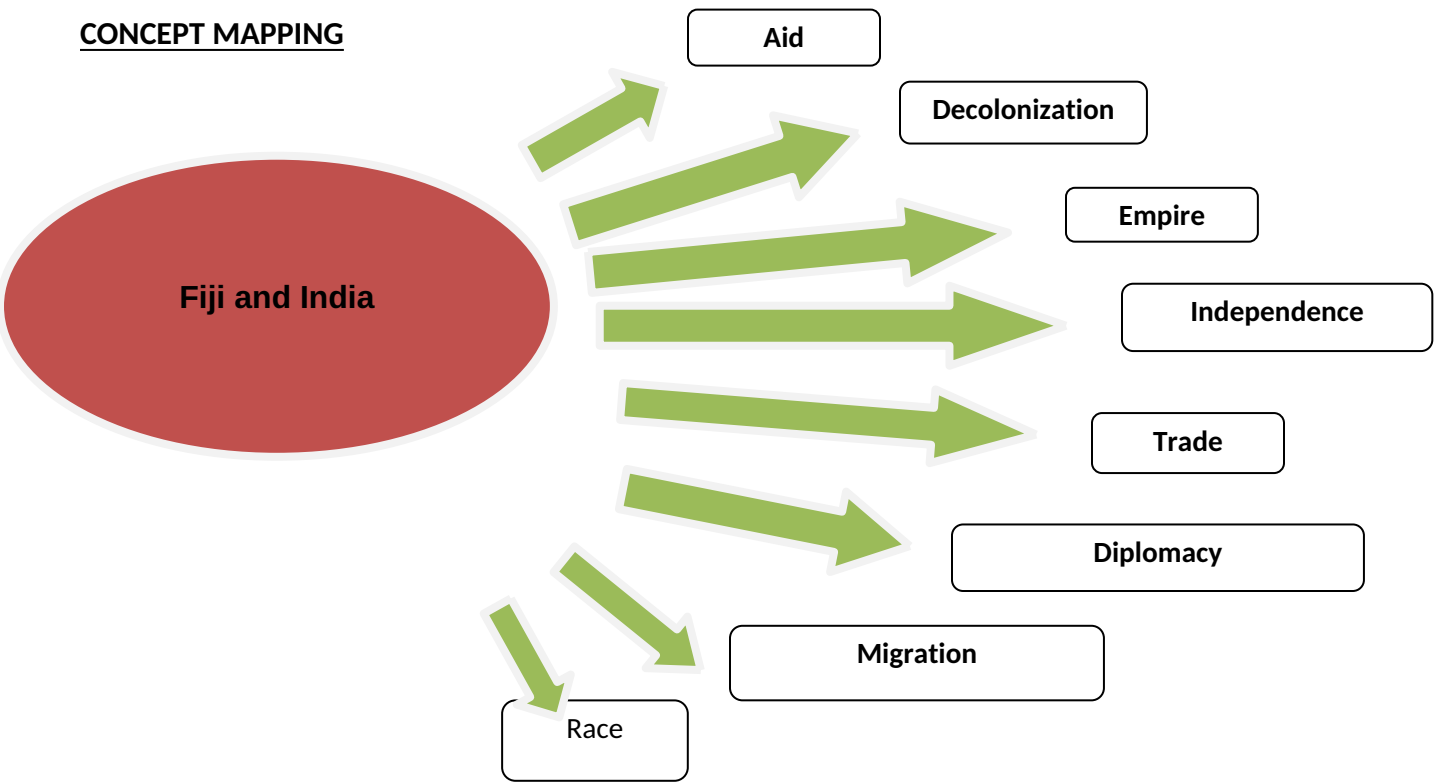 CONCEPT MAPPING
Aid
Decolonization
Empire
Fiji and India
Independence
Trade
Diplomacy
Migration
Race